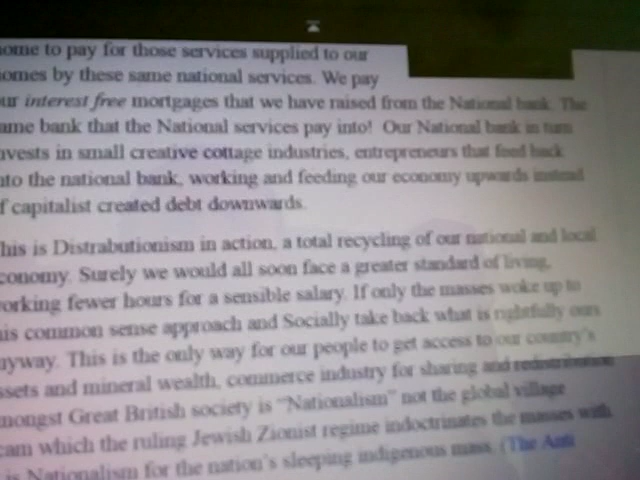 ome to pay for those services supplied to our
omes by these same national services. We pay
ur interest free mortgages that we have raised from the National bank. The
ame bank that the National services pay into! Our National bank in turn
nvests in small creative cottage industries, entrepreneurs that feed back
nto the national bank, working and feeding our economy upwards instead
f capitalist created debt downwards.
his is Distrabutionism in action, a total recycling of our national and local
conomy. Surely we would all soon face a greater standard of living,
orking fewer hours for a sensible salary. If only the masses woke up to
his common sense approach and Socially take back what is rightfully ours
nyway. This is the only way for our people to get access to our country's
ssets and mineral wealth, commerce industry for sharing and redistribution
mongst Great British society is "Nationalism" not the global village
cam which the ruling Jewish Zionist regime indoctrinates the masses with
is Nationalism for the nation's sleeping indigenous mass. (The Anti